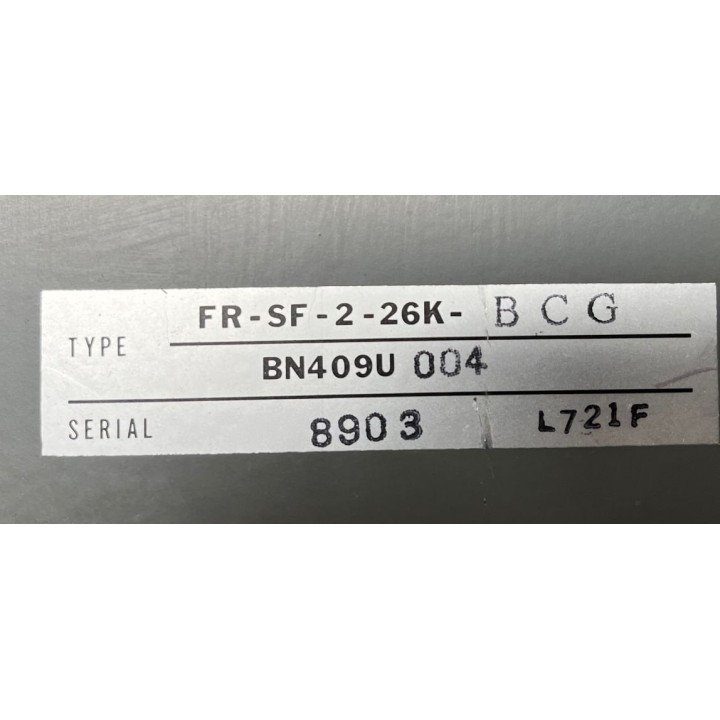 TYPE FR-SF-2-26K- BCG
BN409U 004
SERIAL 8903 L721F